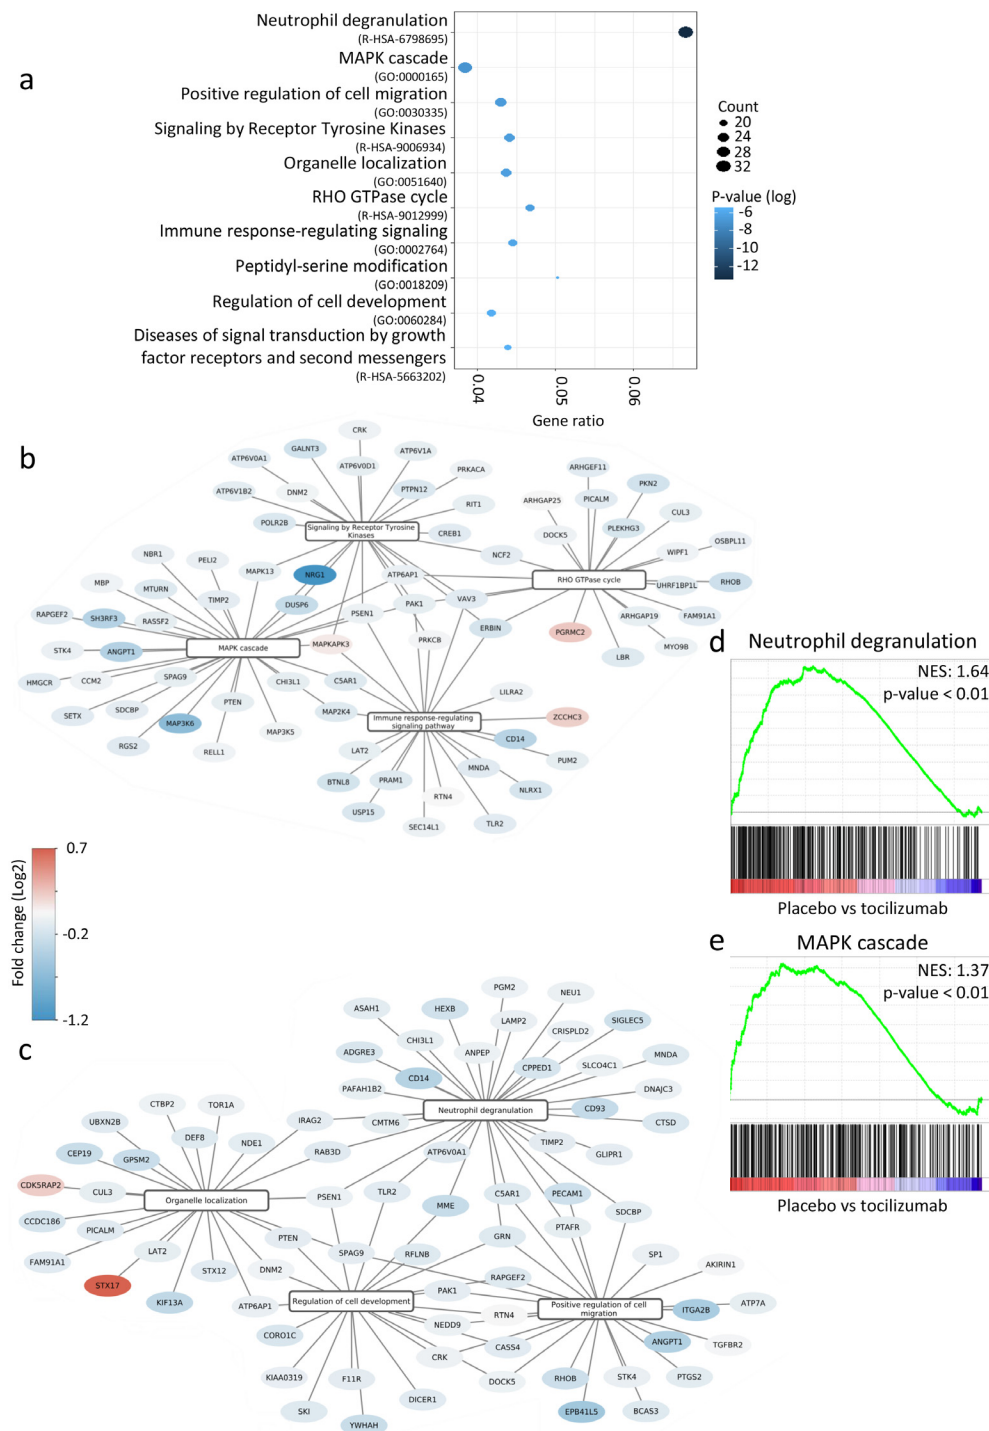 a
Neutrophil degranulation
(R-HSA-6798695)
MAPK cascade
(GO:0000165)
Positive regulation of cell migration
(GO:0030335)
Signaling by Receptor Tyrosine Kinases
(R-HSA-9006934)
Organelle localization
(GO:0051640)
RHO GTPase cycle
(R-HSA-9012999)
Immune response-regulating signaling
(GO:0002764)
Peptidyl-serine modification
(GO:0018209)
Regulation of cell development
(GO:0060284)
Diseases of signal transduction by growth
factor receptors and second messengers
(R-HSA-5663202)
0.04
0.05
0.06
Gene ratio
Count
20
24
28
32
P-value (log)
-6
-8
-10
-12
b
CRK
GALNT3
ATP6V1A
ATP6V0A1
ATP6V0D1
PRKACA
ATP6V1B2
DNM2
PTPN12
RIT1
POLR2B
Signaling by Receptor Tyrosine
Kinases
CREB1
ARHGEF11
PKN2
ARHGAP25
PICALM
CUL3
DOCK5
PLEKHG3
OSBPL11
WIPF1
NCF2
RHO GTPase cycle
UHRF1BP1L
RHOB
NBR1
PELI2
MAPK13
NRG1
ATP6AP1
MBP
MTURN
TIMP2
DUSP6
PAK1
VAV3
RAPGEF2
SH3RF3
RASSF2
PSEN1
ERBIN
ARHGAP19
FAM91A1
PGRMC2
MYO9B
STK4
ANGPT1
MAPK cascade
MAPKAPK3
PRKCB
LBR
HMGCR
CCM2
SPAG9
CHI3L1
C5AR1
LILRA2
SETX
SDCBP
PTEN
MAP2K4
Immune response-regulating
signaling pathway
ZCCHC3
MAP3K6
MAP3K5
CD14
RGS2
RELL1
LAT2
PUM2
MNDA
BTNL8
PRAM1
NLRX1
RTN4
USP15
SEC14L1
TLR2
Fold change (Log2)
0.7
-0.2
-1.2
c
PGM2
NEU1
ASAH1
HEXB
LAMP2
SIGLEC5
CRISPLD2
CHI3L1
ADGRE3
ANPEP
SLCO4C1
MNDA
CD14
CPPED1
PAFAH1B2
DNAJC3
Neutrophil degranulation
CD93
CTSD
CTBP2
TOR1A
UBXN2B
IRAG2
CMTM6
DEF8
NDE1
TIMP2
GLIPR1
CEP19
GPSM2
RAB3D
ATP6V0A1
CDK5RAP2
CUL3
Organelle localization
PSEN1
TLR2
C5AR1
PECAM1
MME
SDCBP
CCDC186
PICALM
PTEN
PTAFR
GRN
LAT2
SPAG9
RFLNB
SP1
FAM91A1
STX12
DNM2
RAPGEF2
AKIRIN1
STX17
PAK1
KIF13A
ATP6AP1
Regulation of cell development
RTN4
Positive regulation of cell
migration
ITGA2B
ATP7A
NEDD9
CORO1C
CASS4
ANGPT1
TGFBR2
CRK
KIAA0319
F11R
DOCK5
RHOB
STK4
PTGS2
DICER1
SKI
EPB41L5
BCAS3
YWHAH
d
Neutrophil degranulation
NES: 1.64
p-value < 0.01
Placebo vs tocilizumab
e
MAPK cascade
NES: 1.37
p-value < 0.01
Placebo vs tocilizumab